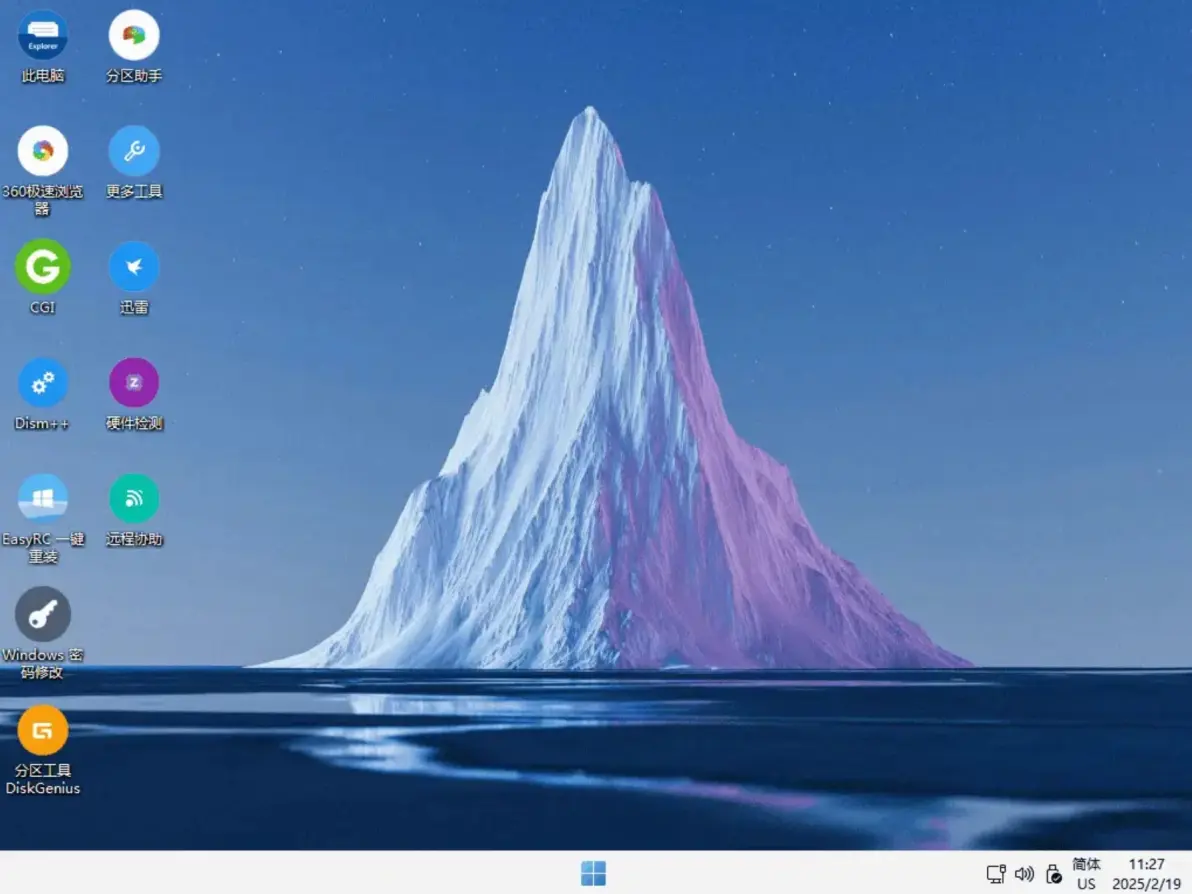 Explorer
此电脑
分区助手
360极速浏览
器
更多工具
G
CGI
迅雷
Dism++
Z
硬件检测
EasyRC 一键
重装
远程协助
Windows 密
码修改
分区工具
DiskGenius
简体
US
11:27
2025/2/19